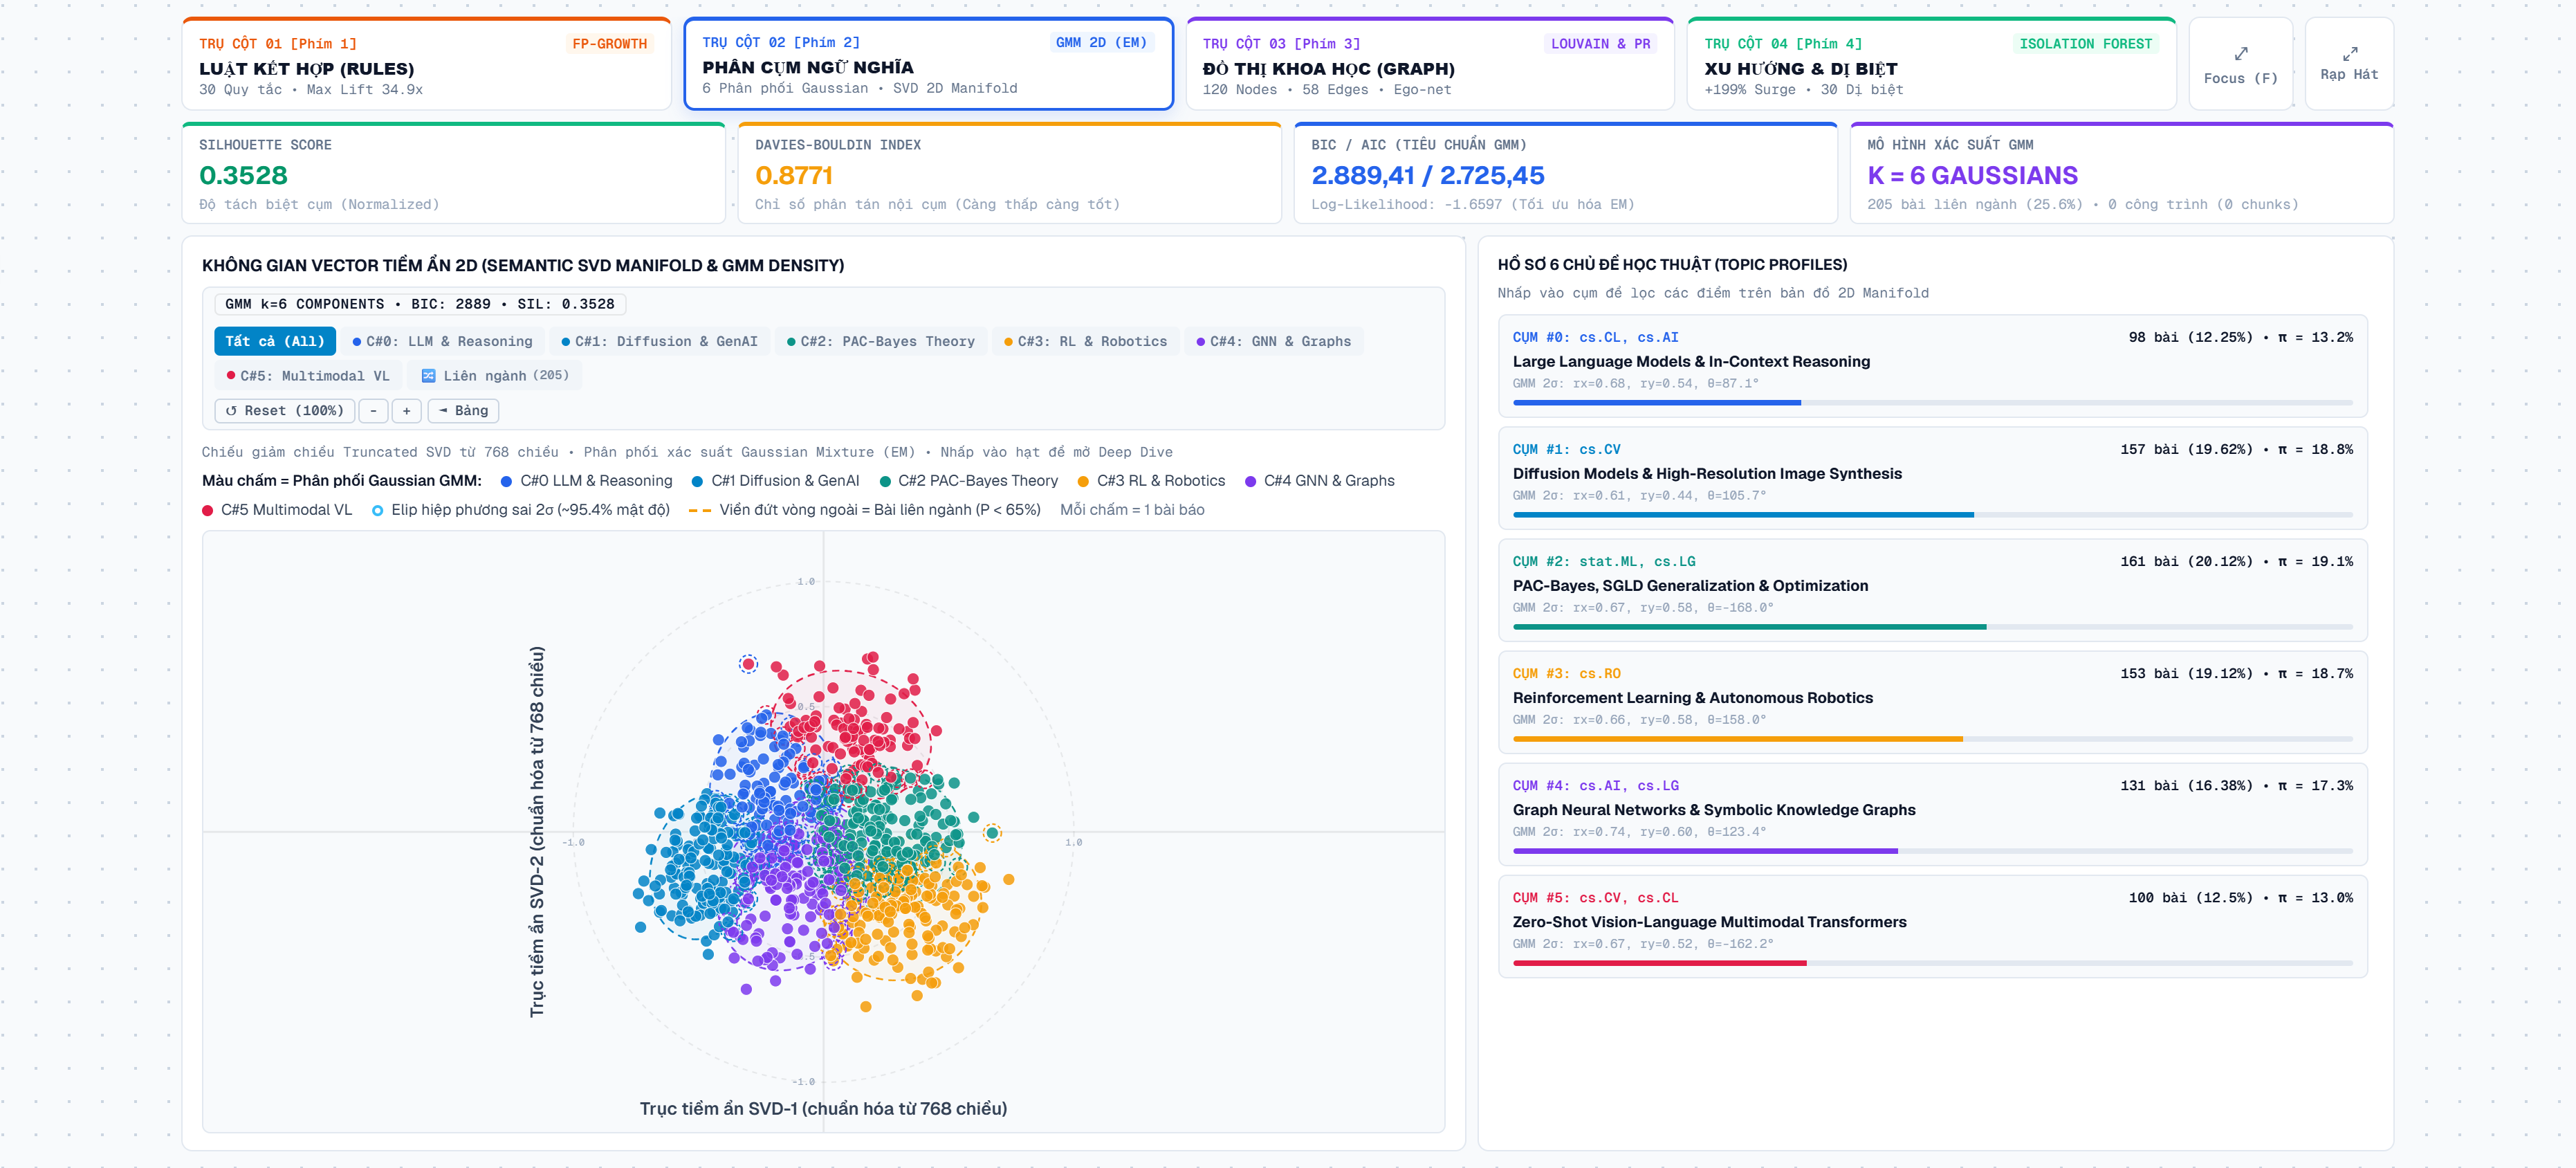 TRỤ CỘT 01 [Phím 1] FP-GROWTH
LUẬT KẾT HỢP (RULES)
30 Quy tắc • Max Lift 34.9x
TRỤ CỘT 02 [Phím 2] GMM 2D (EM)
PHÂN CỤM NGỮ NGHĨA
6 Phân phối Gaussian • SVD 2D Manifold
TRỤ CỘT 03 [Phím 3] LOUVAIN & PR
ĐỒ THỊ KHOA HỌC (GRAPH)
120 Nodes • 58 Edges • Ego-net
TRỤ CỘT 04 [Phím 4] ISOLATION FOREST
XU HƯỚNG & DỊ BIỆT
+199% Surge • 30 Dị biệt
Focus (F)
Rạp Hát
SILHOUETTE SCORE
0.3528
Độ tách biệt cụm (Normalized)
DAVIES-BOULDIN INDEX
0.8771
Chỉ số phân tán nội cụm (Càng thấp càng tốt)
BIC / AIC (TIÊU CHUẨN GMM)
2.889,41 / 2.725,45
Log-Likelihood: -1.6597 (Tối ưu hóa EM)
MÔ HÌNH XÁC SUẤT GMM
K = 6 GAUSSIANS
205 bài liên ngành (25.6%) • 0 công trình (0 chunks)
KHÔNG GIAN VECTOR TIỀM ẨN 2D (SEMANTIC SVD MANIFOLD & GMM DENSITY)
GMM k=6 COMPONENTS • BIC: 2889 • SIL: 0.3528
Tất cả (All) C#0: LLM & Reasoning C#1: Diffusion & GenAI C#2: PAC-Bayes Theory C#3: RL & Robotics C#4: GNN & Graphs
C#5: Multimodal VL 🔀 Liên ngành (205)
↺ Reset (100%) - + ◄ Bảng
Chiếu giảm chiều Truncated SVD từ 768 chiều • Phân phối xác suất Gaussian Mixture (EM) • Nhấp vào hạt để mở Deep Dive
Màu chấm = Phân phối Gaussian GMM: C#0 LLM & Reasoning C#1 Diffusion & GenAI C#2 PAC-Bayes Theory C#3 RL & Robotics C#4 GNN & Graphs
C#5 Multimodal VL Elip hiệp phương sai 2σ (~95.4% mật độ) Viền đứt vòng ngoài = Bài liên ngành (P < 65%) Mỗi chấm = 1 bài báo
1.0
0.5
-1.0
1.0
-1.0
Trục tiềm ẩn SVD-2 (chuẩn hóa từ 768 chiều)
Trục tiềm ẩn SVD-1 (chuẩn hóa từ 768 chiều)
HỒ SƠ 6 CHỦ ĐỀ HỌC THUẬT (TOPIC PROFILES)
Nhấp vào cụm để lọc các điểm trên bản đồ 2D Manifold
CỤM #0: cs.CL, cs.AI 98 bài (12.25%) • π = 13.2%
Large Language Models & In-Context Reasoning
GMM 2σ: rx=0.68, ry=0.54, θ=87.1°
CỤM #1: cs.CV 157 bài (19.62%) • π = 18.8%
Diffusion Models & High-Resolution Image Synthesis
GMM 2σ: rx=0.61, ry=0.44, θ=105.7°
CỤM #2: stat.ML, cs.LG 161 bài (20.12%) • π = 19.1%
PAC-Bayes, SGLD Generalization & Optimization
GMM 2σ: rx=0.67, ry=0.58, θ=-168.0°
CỤM #3: cs.RO 153 bài (19.12%) • π = 18.7%
Reinforcement Learning & Autonomous Robotics
GMM 2σ: rx=0.66, ry=0.58, θ=158.0°
CỤM #4: cs.AI, cs.LG 131 bài (16.38%) • π = 17.3%
Graph Neural Networks & Symbolic Knowledge Graphs
GMM 2σ: rx=0.74, ry=0.60, θ=123.4°
CỤM #5: cs.CV, cs.CL 100 bài (12.5%) • π = 13.0%
Zero-Shot Vision-Language Multimodal Transformers
GMM 2σ: rx=0.67, ry=0.52, θ=-162.2°